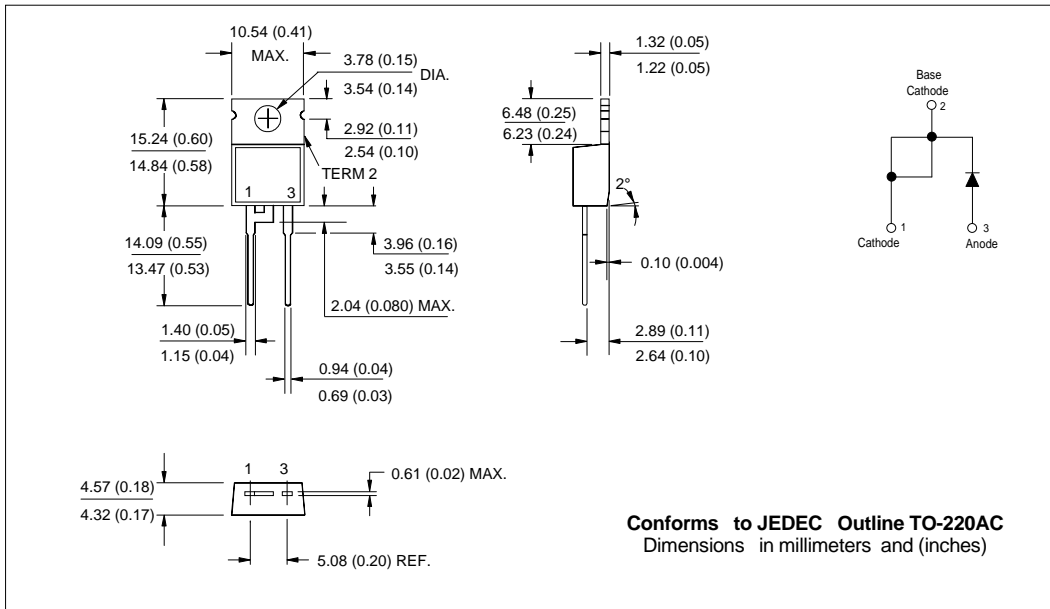 10.54 (0.41)
MAX.
3.78 (0.15)
DIA.
3.54 (0.14)
2.92 (0.11)
2.54 (0.10)
TERM 2
15.24 (0.60)
14.84 (0.58)
1 3
14.09 (0.55)
13.47 (0.53)
3.96 (0.16)
3.55 (0.14)
2.04 (0.080) MAX.
1.40 (0.05)
1.15 (0.04)
0.94 (0.04)
0.69 (0.03)
1.32 (0.05)
1.22 (0.05)
6.48 (0.25)
6.23 (0.24)
2°
0.10 (0.004)
2.89 (0.11)
2.64 (0.10)
Base
Cathode
2
1
Cathode
3
Anode
1 3
4.57 (0.18)
4.32 (0.17)
0.61 (0.02) MAX.
5.08 (0.20) REF.
Conforms to JEDEC Outline TO-220AC
Dimensions in millimeters and (inches)